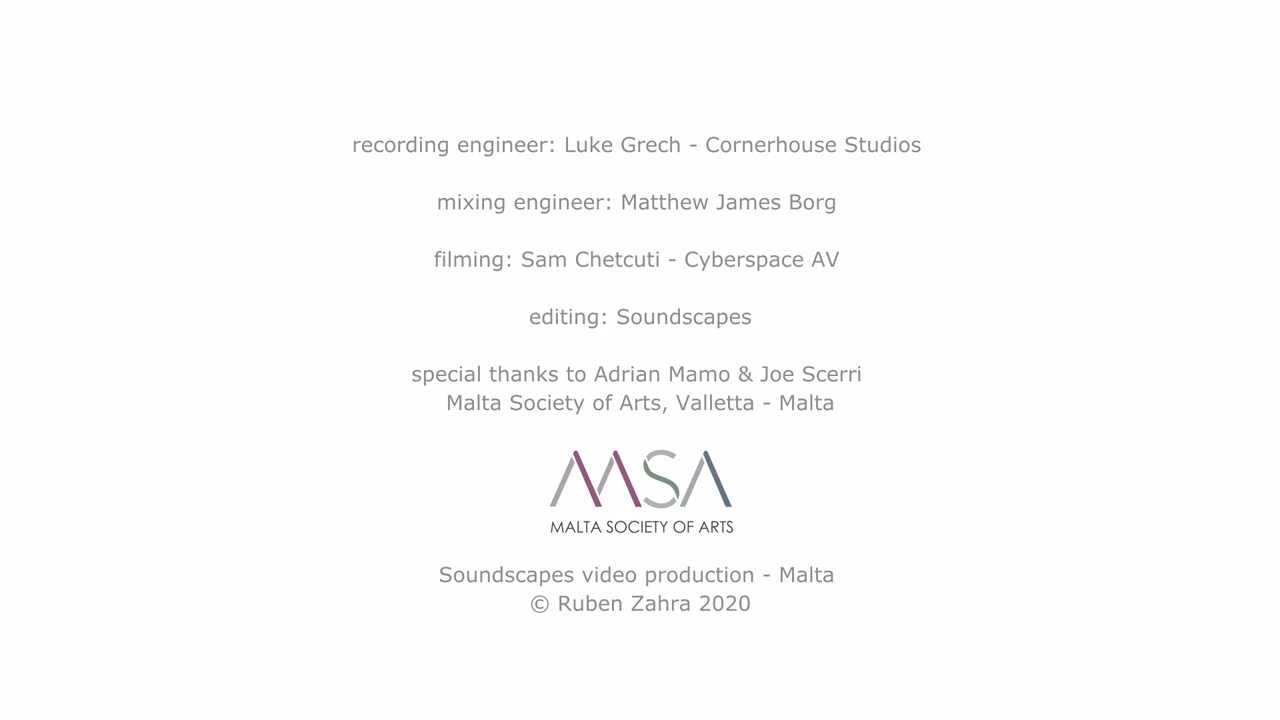 recording engineer: Luke Grech - Cornerhouse Studios
mixing engineer: Matthew James Borg
filming: Sam Chetcuti - Cyberspace AV
editing: Soundscapes
special thanks to Adrian Mamo & Joe Scerri
Malta Society of Arts, Valletta - Malta
MSA
MALTA SOCIETY OF ARTS
Soundscapes video production - Malta
© Ruben Zahra 2020